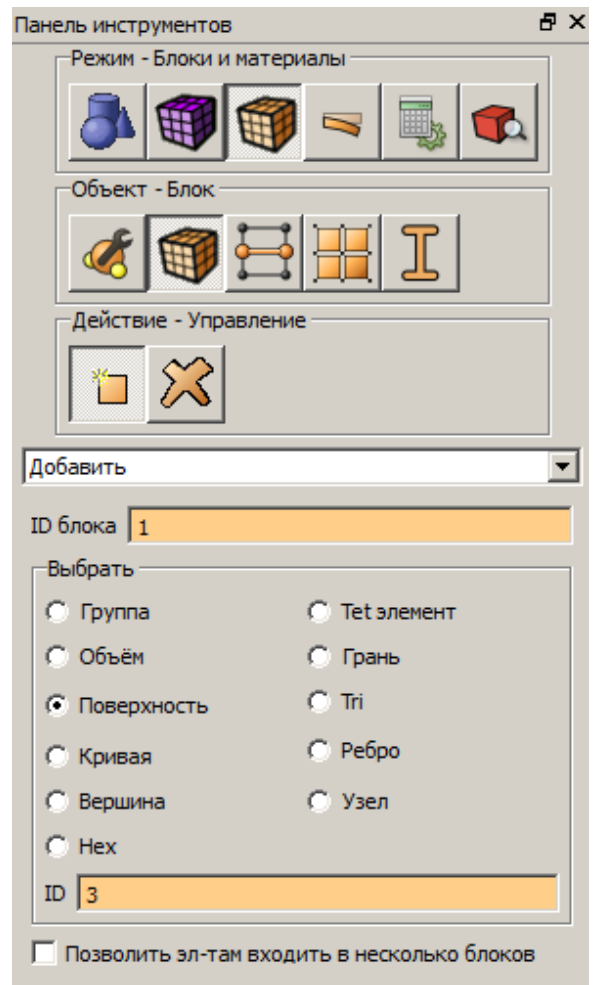 Панель инструментов
Режим - Блоки и материалы
Объект - Блок
Действие - Управление
Добавить
ID блока 1
Выбрать
Группа Tet элемент
Объём Грань
Поверхность Tri
Кривая Ребро
Вершина Узел
Hex
ID 3
Позволить эл-там входить в несколько блоков